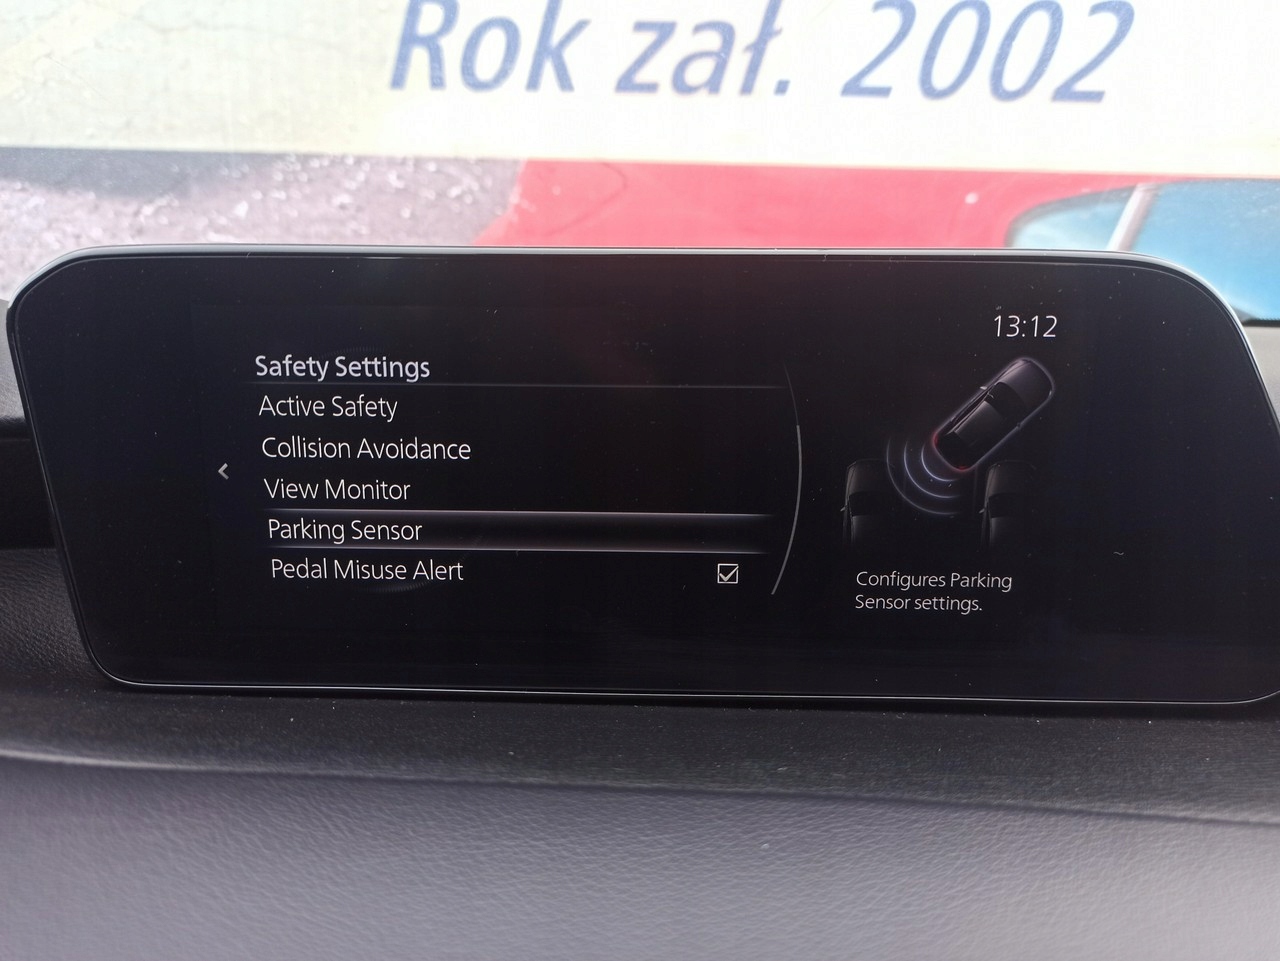 Rok zał. 2002
13:12
Safety Settings
Active Safety
Collision Avoidance
View Monitor
Parking Sensor
Pedal Misuse Alert
Configures Parking
Sensor settings.